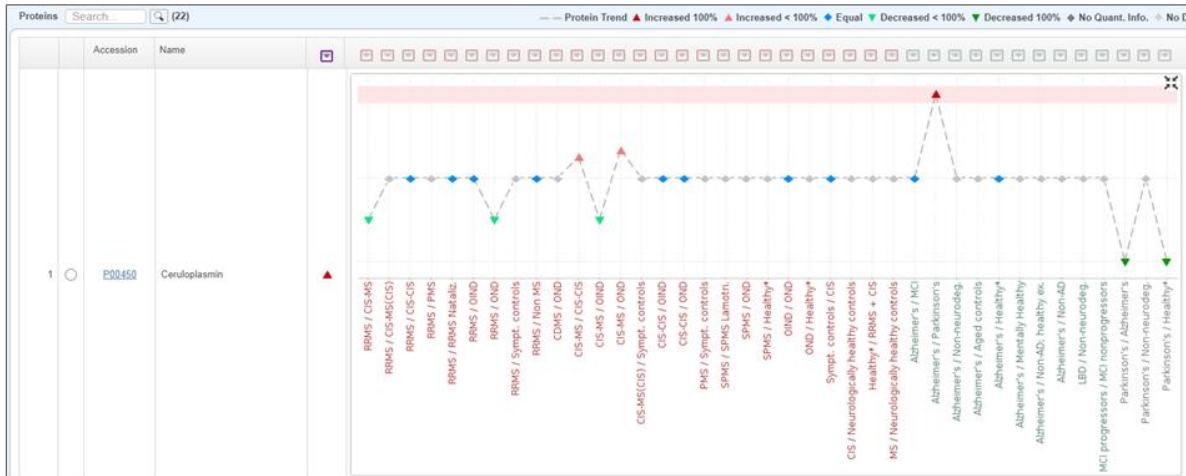 Proteins Search... (22)
Protein Trend Increased 100% Increased < 100% Equal Decreased < 100% Decreased 100% No Quant. Info. No D
Accession Name
1 P00450 Ceruloplasmin
RRMS / CIS-MS
RRMS / CIS-MS(CIS)
RRMS / CIS-CIS
RRMS / PMS
RRMS / RRMS Nataliz.
RRMS / OIND
RRMS / OND
RRMS / Sympt. controls
RRMS / Non MS
CDMS / OND
CIS-MS / CIS-CIS
CIS-MS / OIND
CIS-MS / OND
CIS-MS(CIS) / Sympt. controls
CIS-CIS / OIND
CIS-CIS / OND
PMS / Sympt. controls
SPMS / SPMS Lamotri.
SPMS / OND
SPMS / Healthy*
OIND / OND
OND / Healthy*
Sympt. controls / CIS
CIS / Neurologically healthy controls
Healthy* / RRMS + CIS
MS / Neurologically healthy controls
Alzheimer's / MCI
Alzheimer's / Parkinson's
Alzheimer's / Non-neurodeg.
Alzheimer's / Aged controls
Alzheimer's / Healthy*
Alzheimer's / Mentally Healthy
Alzheimer's / Non-AD; healthy ex.
Alzheimer's / Non-AD
LBD / Non-neurodeg.
MCI progressors / MCI nonprogressors
Parkinson's / Alzheimer's
Parkinson's / Non-neurodeg.
Parkinson's / Healthy*